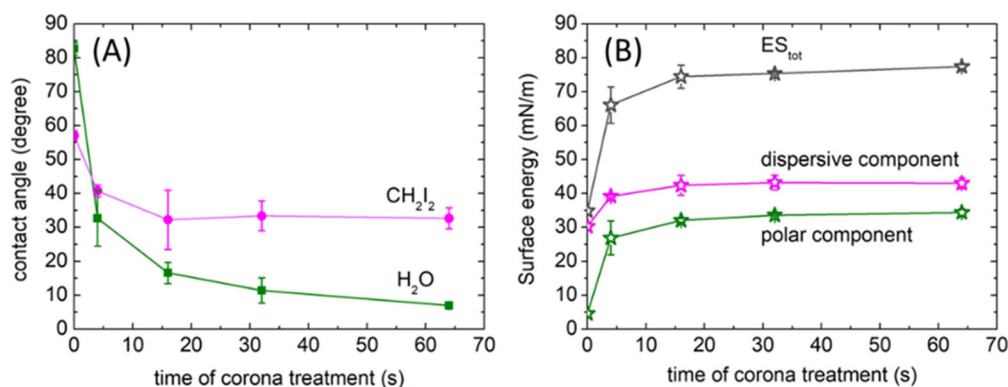 (A)
contact angle (degree)
90
80
70
60
50
40
30
20
10
0
CH2I2
H2O
0 10 20 30 40 50 60 70
time of corona treatment (s)
(B)
Surface energy (mN/m)
90
80
70
60
50
40
30
20
10
0
EStot
dispersive component
polar component
0 10 20 30 40 50 60 70
time of corona treatment (s)